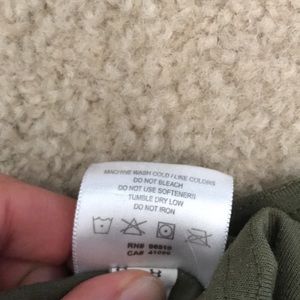 MACHINE WASH COLD / LIKE COLORS
DO NOT BLEACH
DO NOT USE SOFTENERS
TUMBLE DRY LOW
DO NOT IRON
RN#
CA#